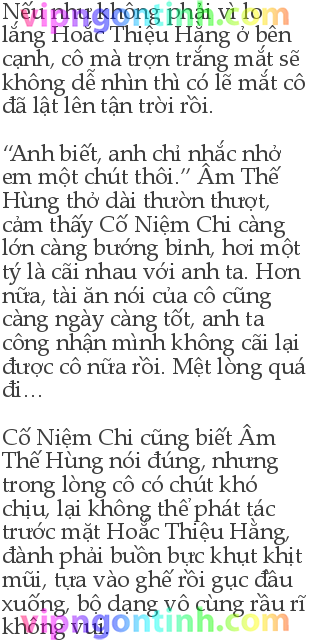 Nếu như không phải vì lo
lắng Hoắc Thiệu Hằng ở bên
cạnh, cô mà trợn trắng mắt sẽ
không dễ nhìn thì có lẽ mắt cô
đã lật lên tận trời rồi.
“Anh biết, anh chỉ nhắc nhở
em một chút thôi.” Âm Thế
Hùng thở dài thườn thượt,
cảm thấy Cố Niệm Chi càng
lớn càng bướng bỉnh, hơi một
tý là cãi nhau với anh ta. Hơn
nữa, tài ăn nói của cô cũng
càng ngày càng tốt, anh ta
công nhận mình không cãi lại
được cô nữa rồi. Mệt lòng quá
đi...
Cố Niệm Chi cũng biết Âm
Thế Hùng nói đúng, nhưng
trong lòng cô có chút khó
chịu, lại không thể phát tác
trước mặt Hoắc Thiệu Hằng,
đành phải buồn bực khụt khịt
mũi, tựa vào ghế rồi gục đầu
xuống, bộ dạng vô cùng rầu rĩ
không vui.
vipngontinh.com
vipngontinh.com